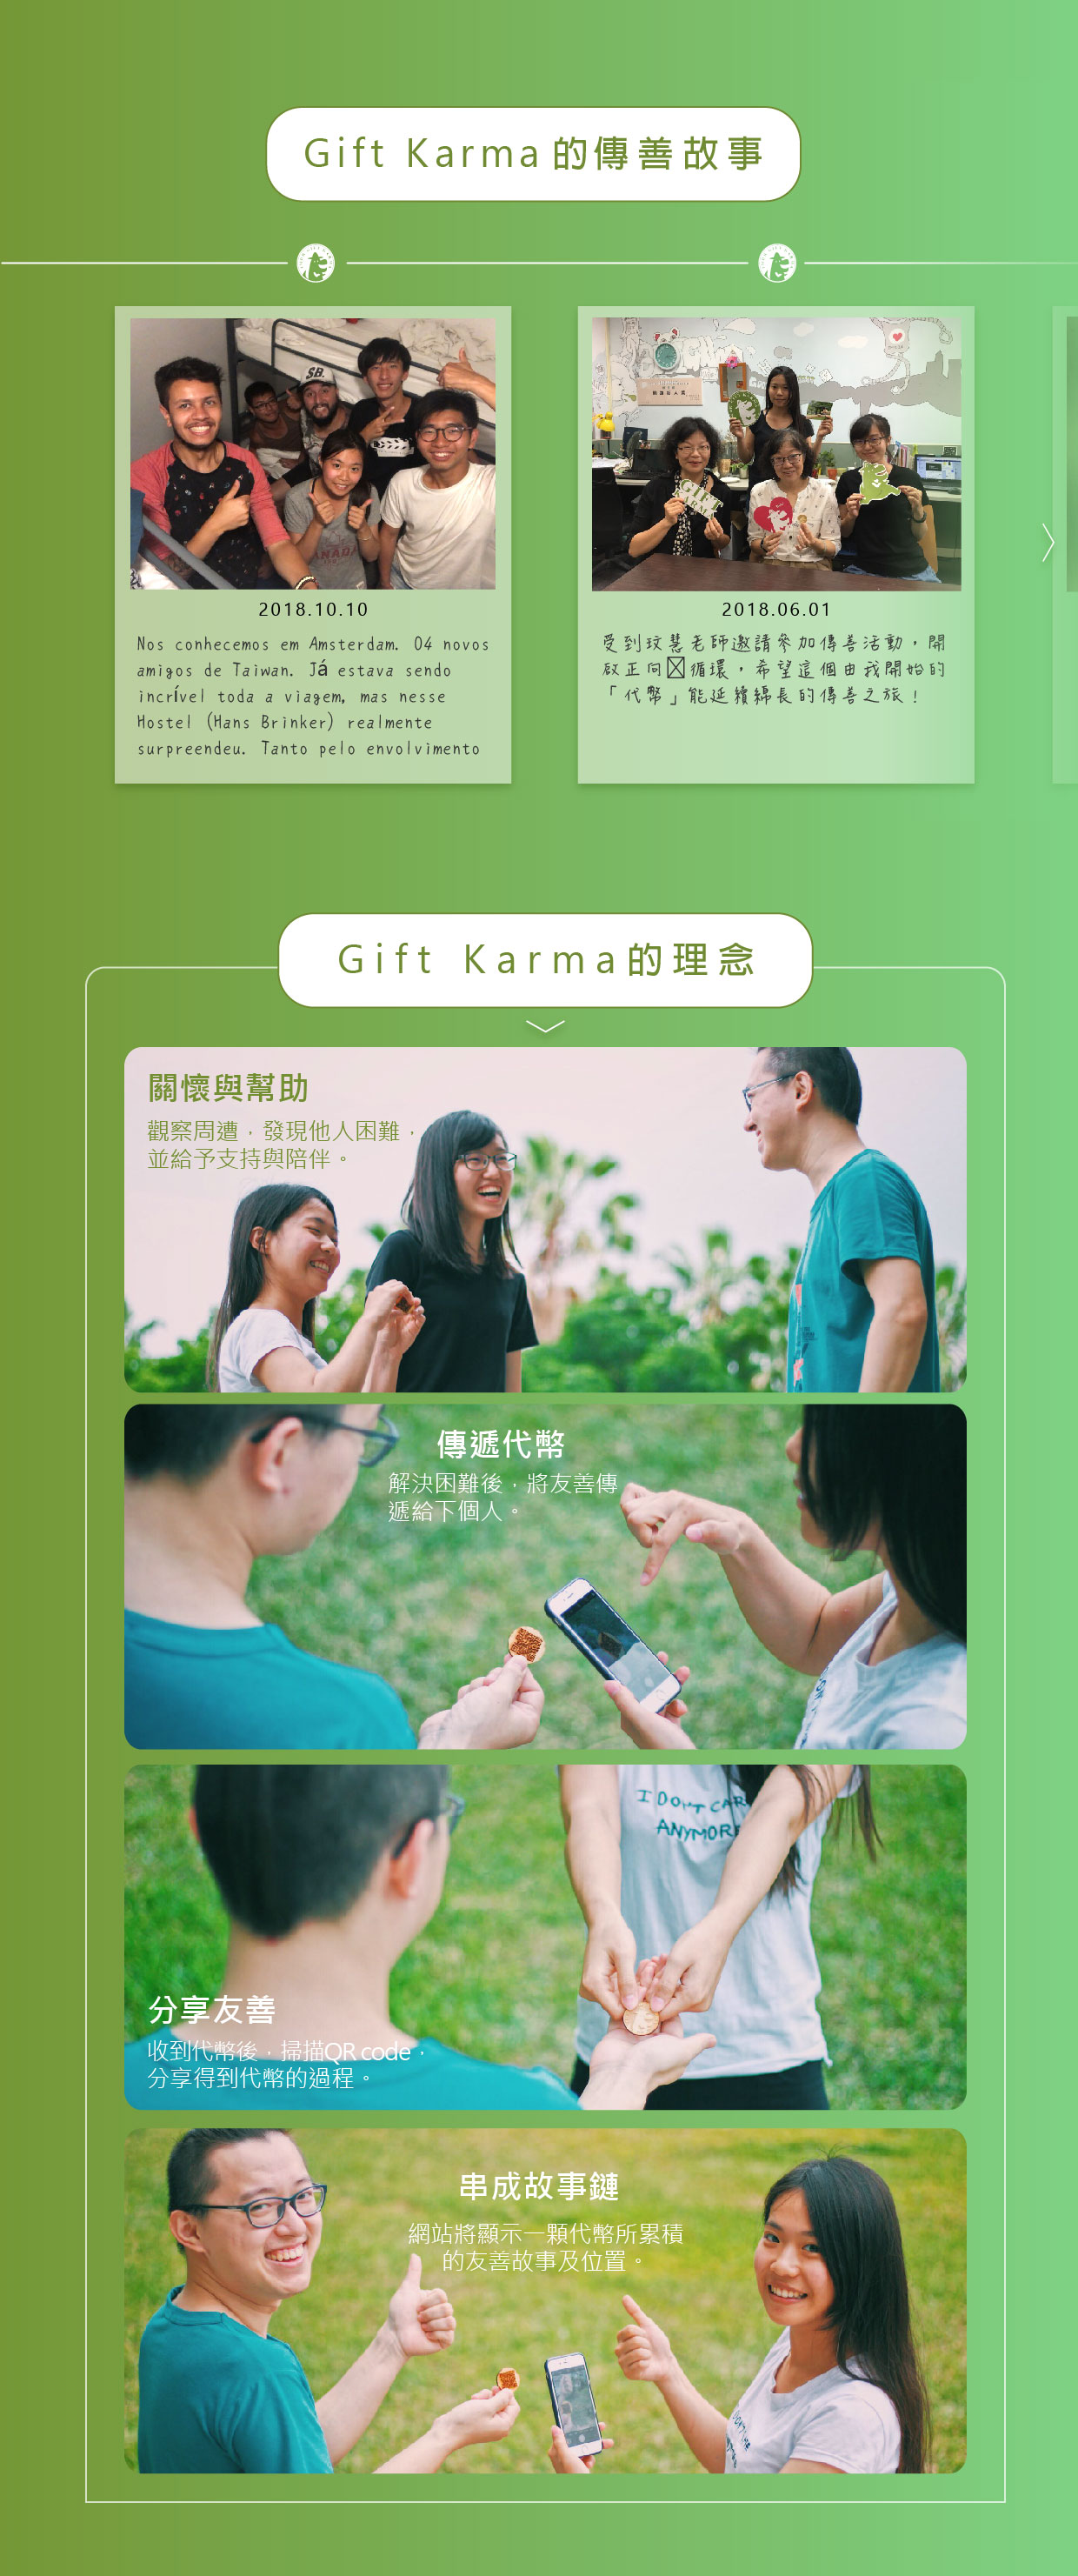 Gift Karma的傳善故事
SB.
CANADA
2018.10.10
Nos conhecemos em Amsterdam. 04 novos
amigos de Taiwan. Já estava sendo
incrível toda a viagem, mas nesse
Hostel (Hans Brinker) realmente
surpreendeu. Tanto pelo envolvimento
GIFT
2018.06.01
受到玟慧老師邀請參加傳善活動，開
啟正向循環，希望這個由我開始的
「代幣」能延續綿長的傳善之旅！
Gift Karma的理念
關懷與幫助
觀察周遭，發現他人困難，
並給予支持與陪伴。
傳遞代幣
解決困難後，將友善傳
遞給下個人。
I DON'T CAR
ANYMOR
分享友善
收到代幣後，掃描QR code，
分享得到代幣的過程。
串成故事鏈
網站將顯示一顆代幣所累積
的友善故事及位置。